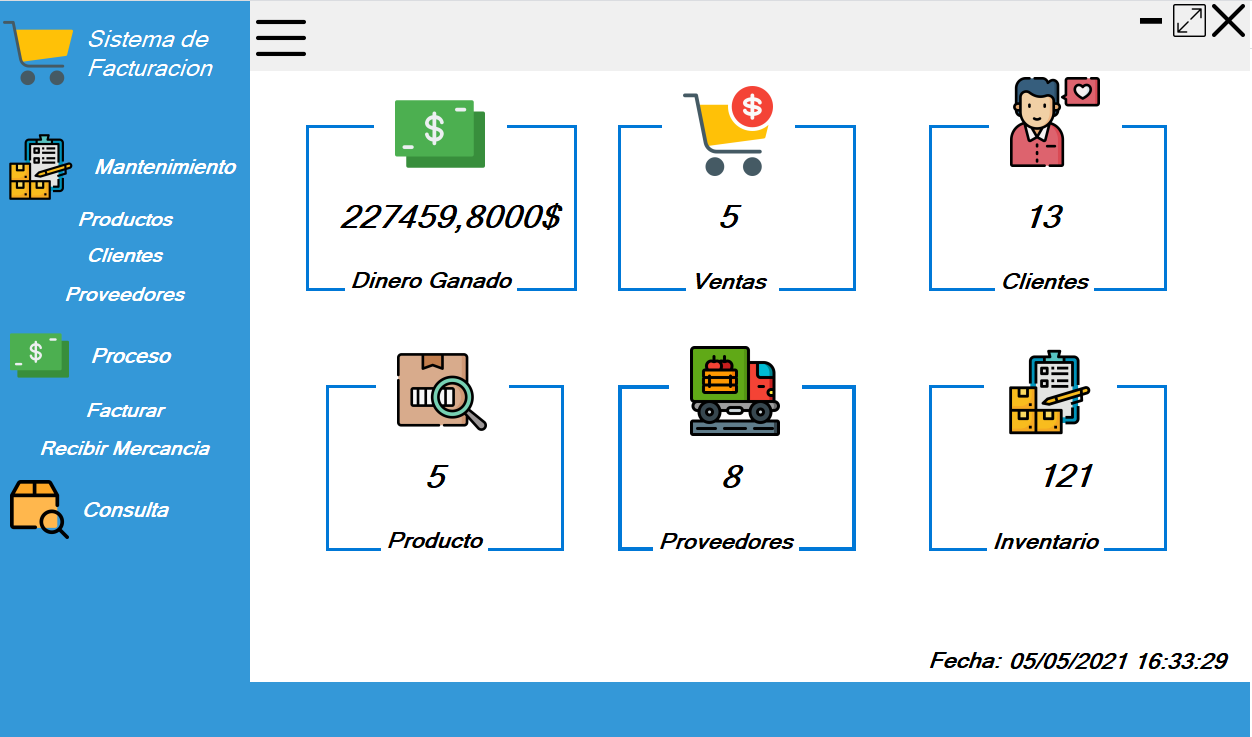 Sistema de
Facturacion
Mantenimiento
Productos
Clientes
Proveedores
Proceso
Facturar
Recibir Mercancia
Consulta
$
227459,8000$
Dinero Ganado
$
5
Ventas
13
Clientes
5
Producto
8
Proveedores
121
Inventario
Fecha: 05/05/2021 16:33:29